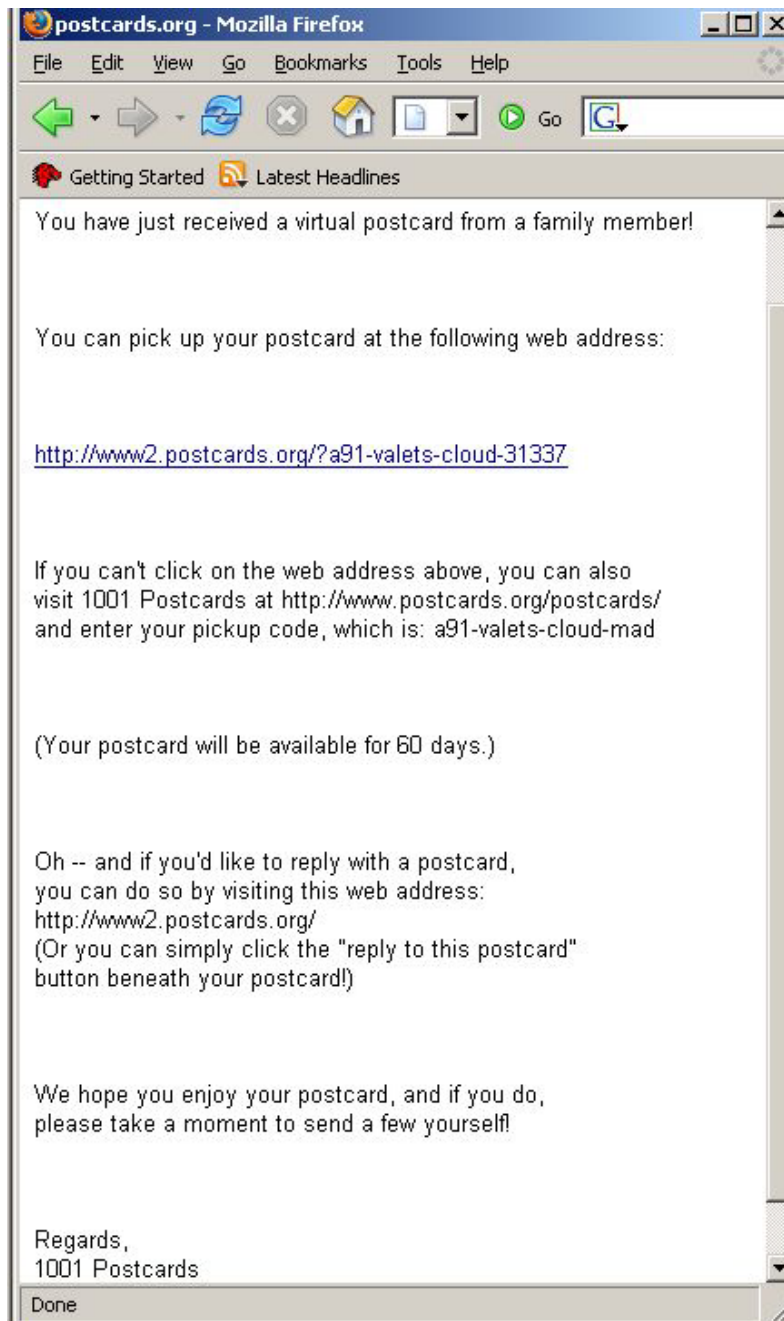 postcards.org - Mozilla Firefox
File Edit View Go Bookmarks Tools Help
Go G
Getting Started Latest Headlines
You have just received a virtual postcard from a family member!
You can pick up your postcard at the following web address:
http://www2.postcards.org/?a91-valets-cloud-31337
If you can't click on the web address above, you can also
visit 1001 Postcards at http://www.postcards.org/postcards/
and enter your pickup code, which is: a91-valets-cloud-mad
(Your postcard will be available for 60 days.)
Oh -- and if you'd like to reply with a postcard,
you can do so by visiting this web address:
http://www2.postcards.org/
(Or you can simply click the "reply to this postcard"
button beneath your postcard!)
We hope you enjoy your postcard, and if you do,
please take a moment to send a few yourself!
Regards,
1001 Postcards
Done